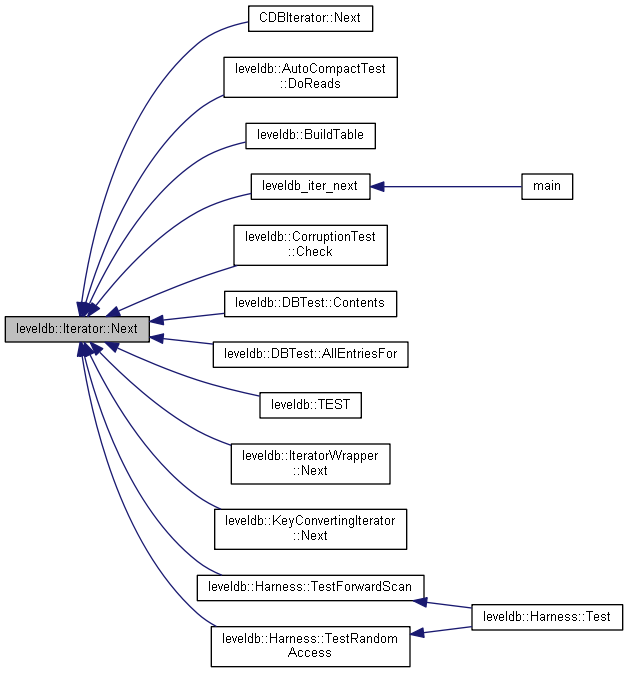 CDBIterator::Next
leveldb::AutoCompactTest
::DoReads
leveldb::BuildTable
leveldb_iter_next
main
leveldb::CorruptionTest
::Check
leveldb::DBTest::Contents
leveldb::Iterator::Next
leveldb::DBTest::AllEntriesFor
leveldb::TEST
leveldb::IteratorWrapper
::Next
leveldb::KeyConvertingIterator
::Next
leveldb::Harness::TestForwardScan
leveldb::Harness::Test
leveldb::Harness::TestRandom
Access